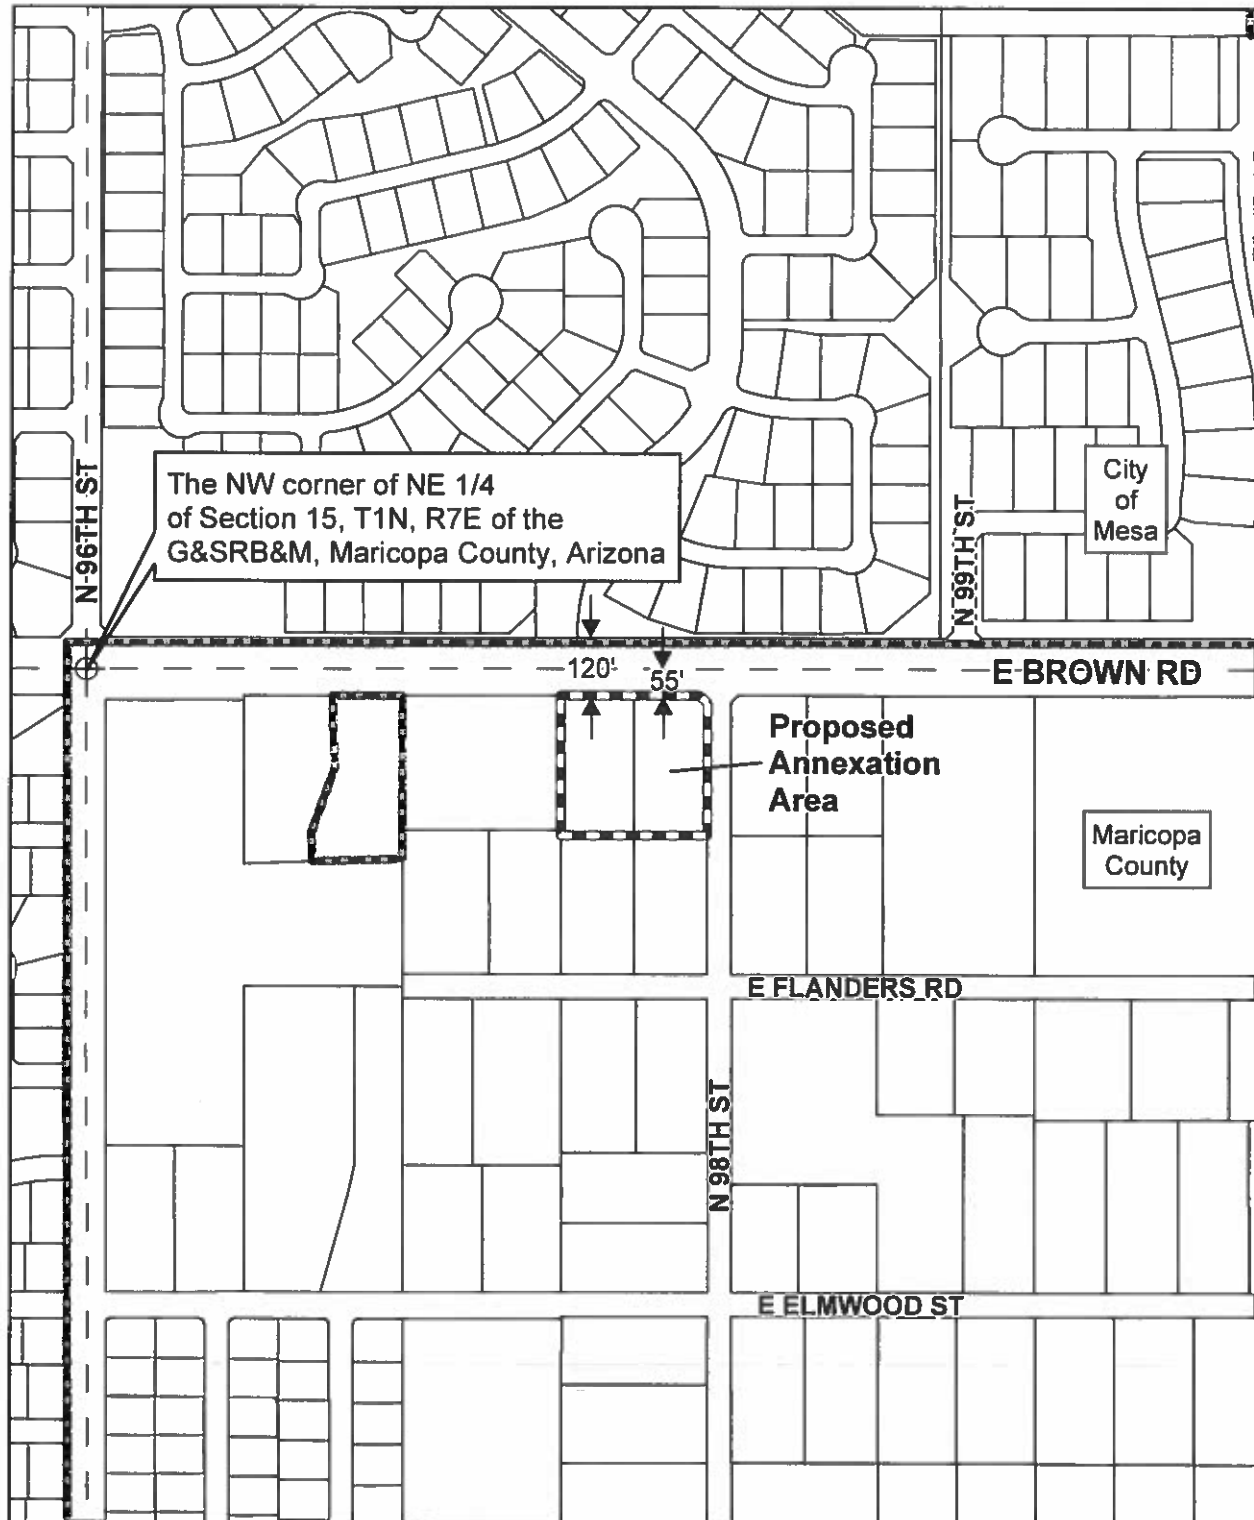 N 96TH ST
The NW corner of NE 1/4
of Section 15, T1N, R7E of the
G&SRB&M, Maricopa County, Arizona
City
of
Mesa
N 99TH ST
120'
55'
E BROWN RD
Proposed
Annexation
Area
Maricopa
County
E FLANDERS RD
N 98TH ST
E ELMWOOD ST